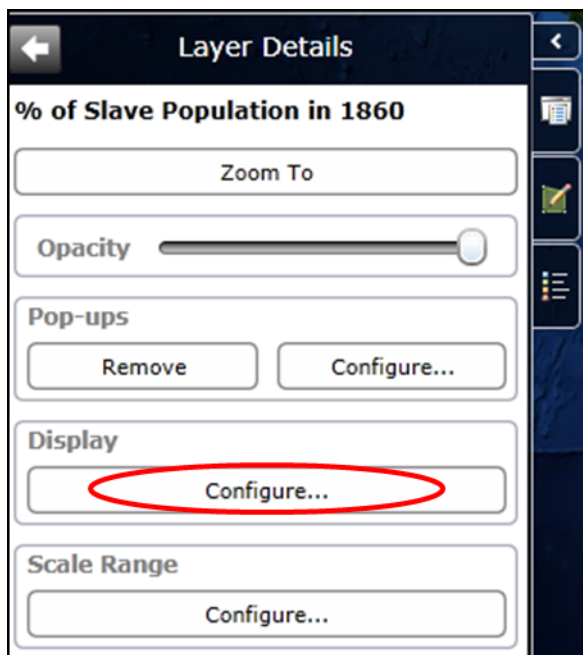 Layer Details
% of Slave Population in 1860
Zoom To
Opacity
Pop-ups
Remove Configure...
Display
Configure...
Scale Range
Configure...